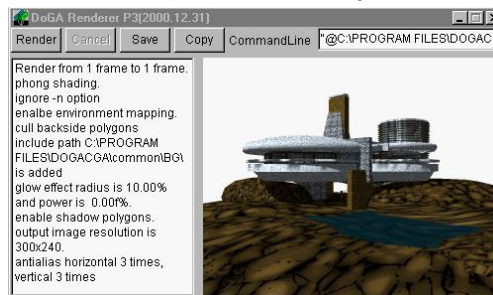 DoGA Renderer P3(2000.12.31)
Render Cancel Save Copy CommandLine "@C:\PROGRAM FILES\DOGAC
Render from 1 frame to 1 frame.
phong shading.
ignore -n option
enalbe environment mapping.
cull backside polygons
include path C:\PROGRAM
FILES\DOGACGA\common\BG\
is added
glow effect radius is 10.00%
and power is 0.00f%.
enable shadow polygons.
output image resolution is
300x240.
antialias horizontal 3 times,
vertical 3 times